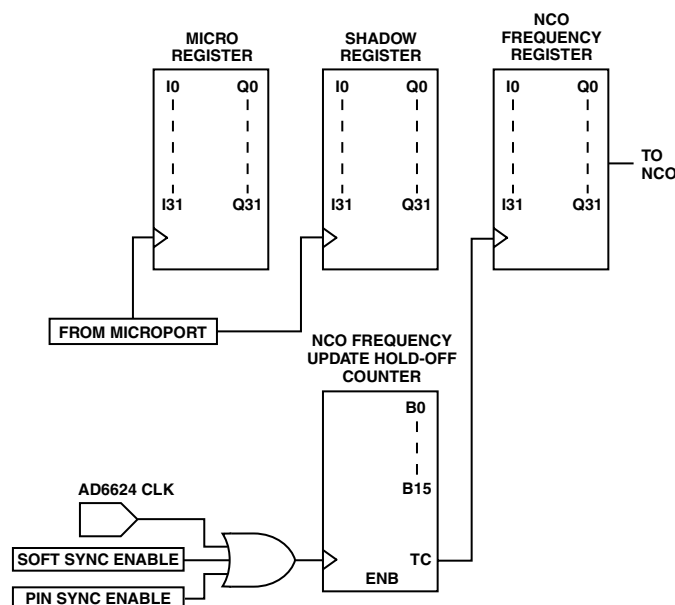 MICRO
REGISTER
I0 Q0
I31 Q31
SHADOW
REGISTER
I0 Q0
I31 Q31
NCO
FREQUENCY
REGISTER
I0 Q0
I31 Q31
TO
NCO
FROM MICROPORT
NCO FREQUENCY
UPDATE HOLD-OFF
COUNTER
B0
B15
TC
ENB
AD6624 CLK
SOFT SYNC ENABLE
PIN SYNC ENABLE